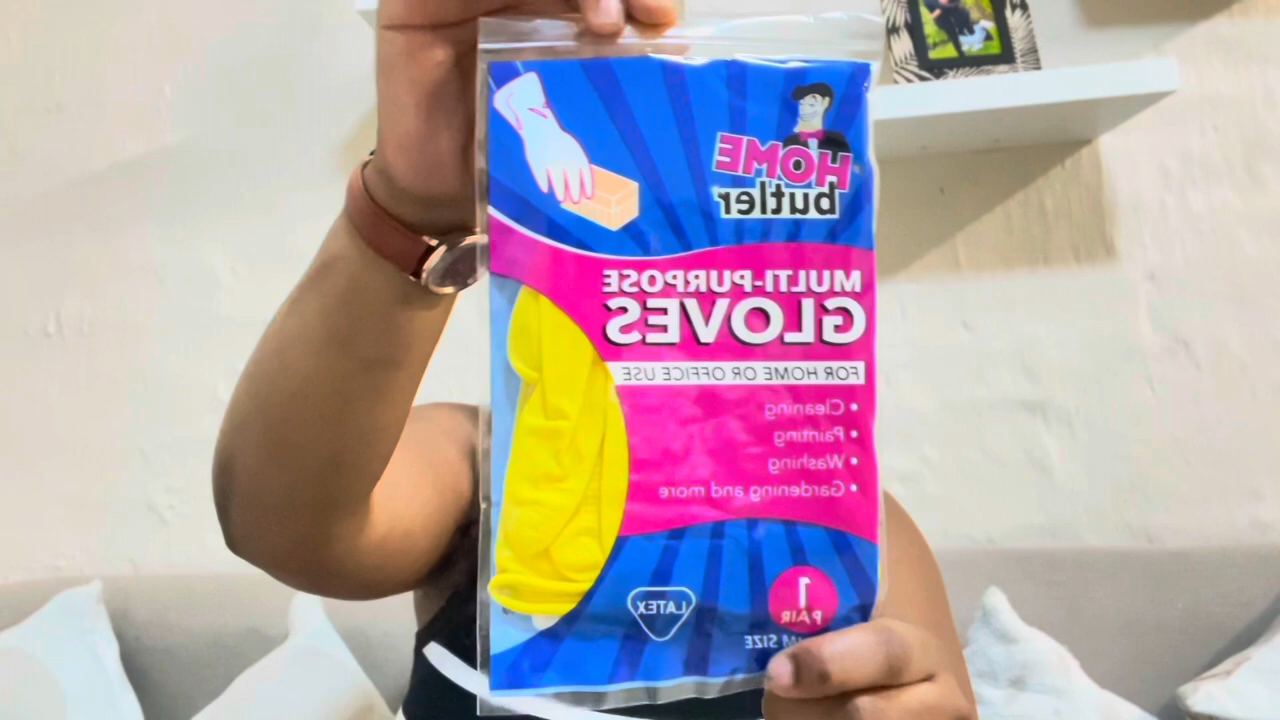 HOME
butler
MULTI-PURPOSE
GLOVES
FOR HOME OR OFFICE USE
• Cleaning
• Painting
• Washing
• Gardening and more
LATEX
1
PAIR
SIZE